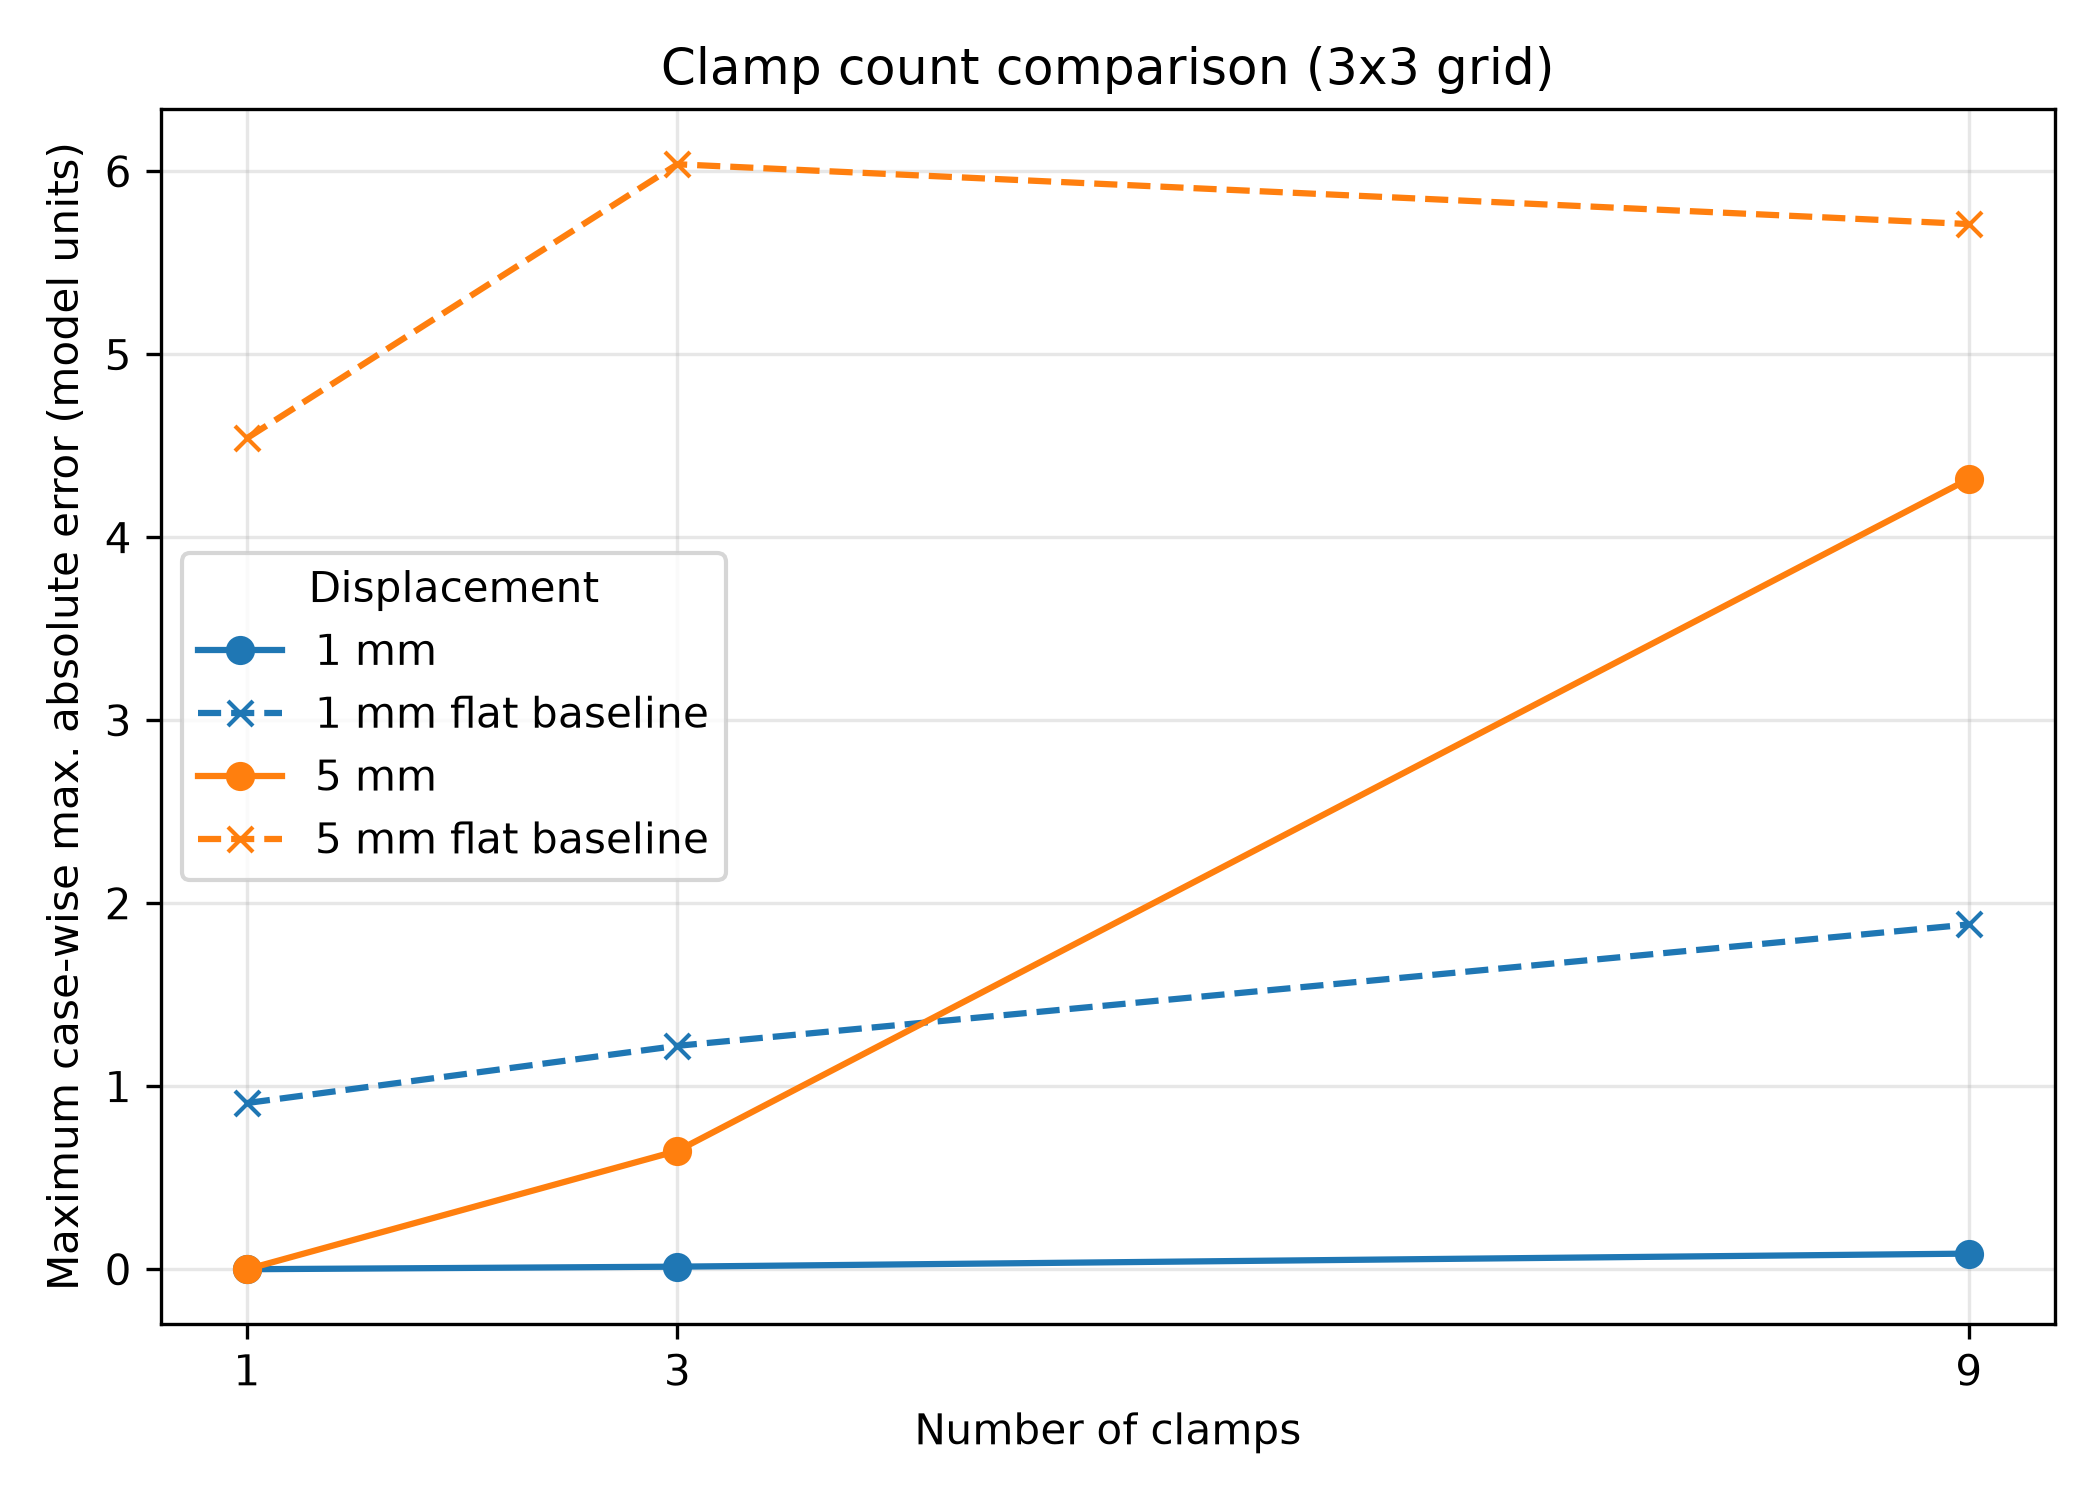 Clamp count comparison (3x3 grid)
Maximum case-wise max. absolute error (model units)
6
5
4
3
2
1
0
Displacement
1 mm
1 mm flat baseline
5 mm
5 mm flat baseline
1 3 9
Number of clamps